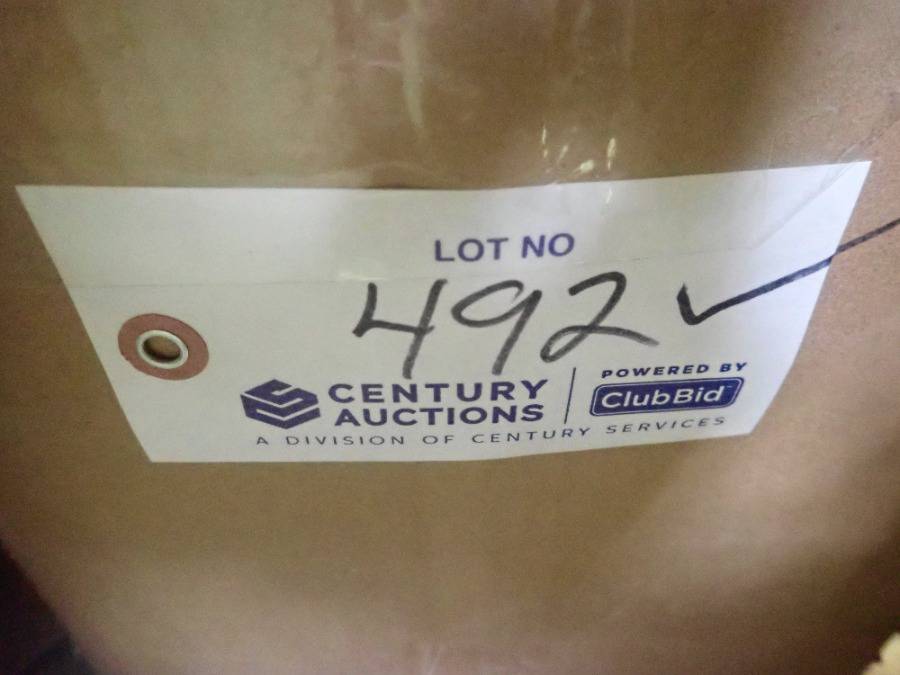 LOT NO
492 ✓
CENTURY AUCTIONS
A DIVISION OF CENTURY SERVICES
POWERED BY
ClubBid